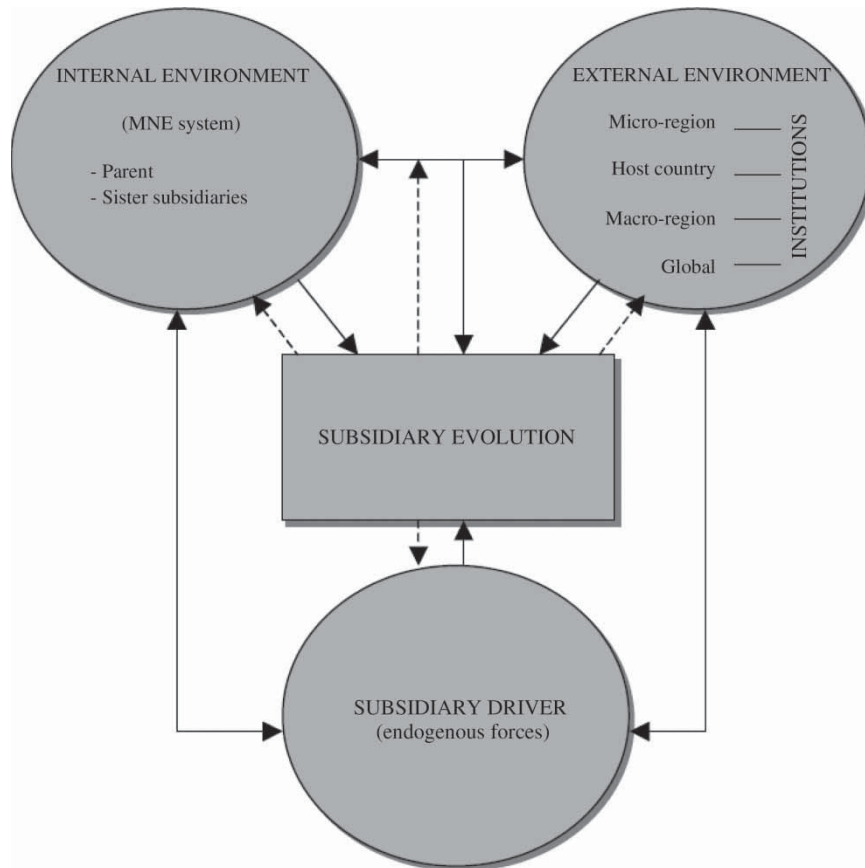 INTERNAL ENVIRONMENT
(MNE system)
- Parent
- Sister subsidiaries
EXTERNAL ENVIRONMENT
Micro-region
Host country
Macro-region
Global
INSTITUTIONS
SUBSIDIARY EVOLUTION
SUBSIDIARY DRIVER
(endogenous forces)